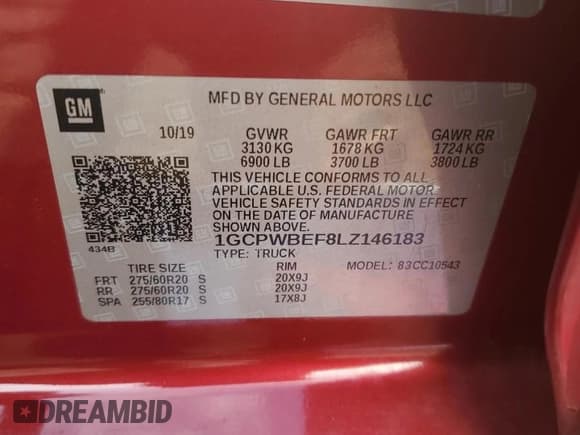 GM
MFD BY GENERAL MOTORS LLC
10/19 GVWR GAWR FRT GAWR RR
3130 KG 1678 KG 1724 KG
6900 LB 3700 LB 3800 LB
THIS VEHICLE CONFORMS TO ALL
APPLICABLE U.S. FEDERAL MOTOR
VEHICLE SAFETY STANDARDS IN EFFECT
ON THE DATE OF MANUFACTURE
SHOWN ABOVE.
434B
1GCPWBEF8LZ146183
TYPE: TRUCK MODEL: 83CC10543
TIRE SIZE RIM
FRT 275/60R20 S 20X9J
RR 275/60R20 S 20X9J
SPA 255/80R17 S 17X8J
DREAMBID